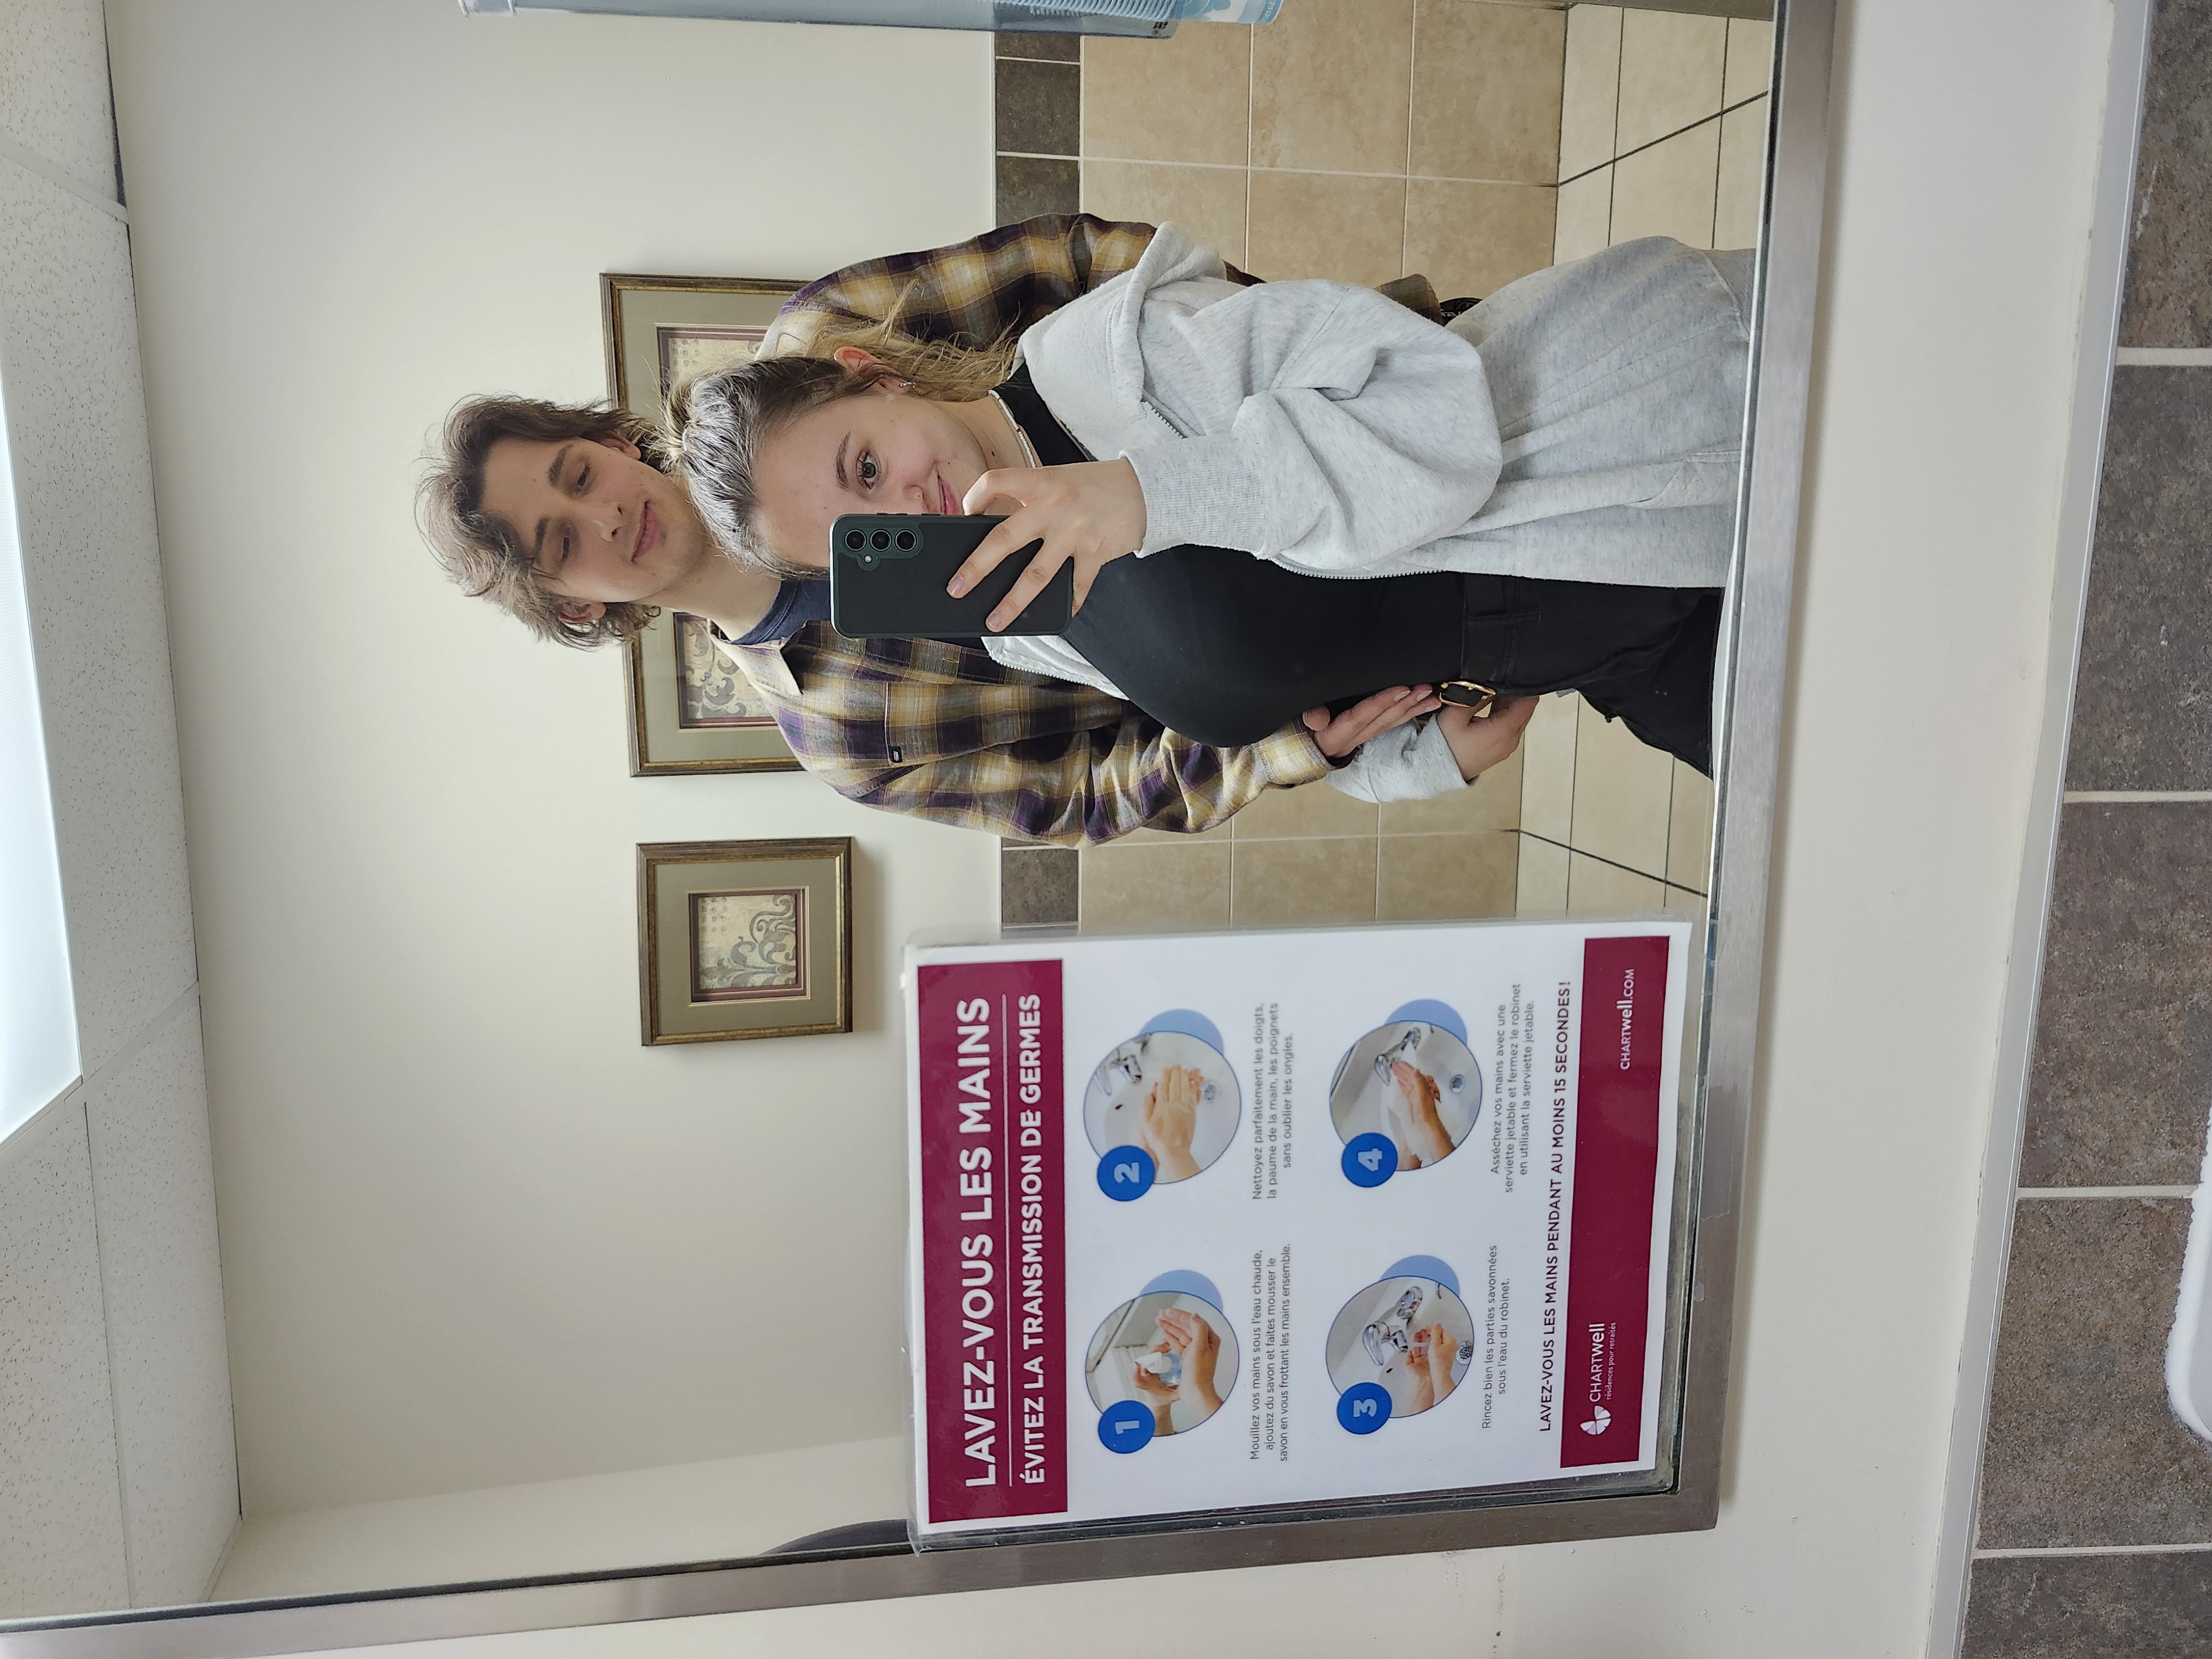 LAVEZ-VOUS LES MAINS
ÉVITEZ LA TRANSMISSION DE GERMES
1
Mouillez vos mains sous l'eau chaude,
ajoutez du savon et faites mousser le
savon en vous frottant les mains ensemble.
2
Nettoyez parfaitement les doigts,
la paume de la main, les poignets
sans oublier les ongles.
3
Rincez bien les parties savonnées
sous l'eau du robinet.
4
Asséchez vos mains avec une
serviette jetable et fermez le robinet
en utilisant la serviette jetable.
LAVEZ-VOUS LES MAINS PENDANT AU MOINS 15 SECONDES!
CHARTwell
résidences pour retraités
CHARTwell.COM